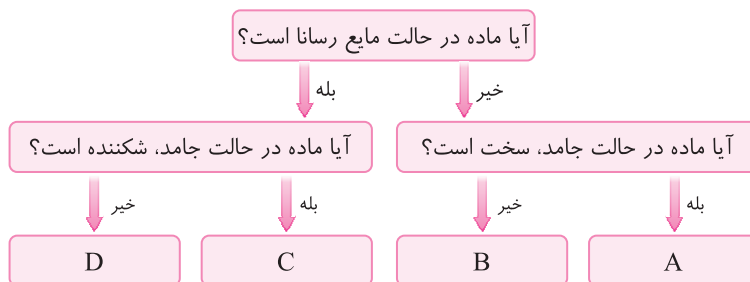 آیا ماده در حالت مایع رسانا است؟
خیر
بله
آیا ماده در حالت جامد، سخت است؟
آیا ماده در حالت جامد، شکننده است؟
بله
خیر
بله
خیر
A
B
C
D